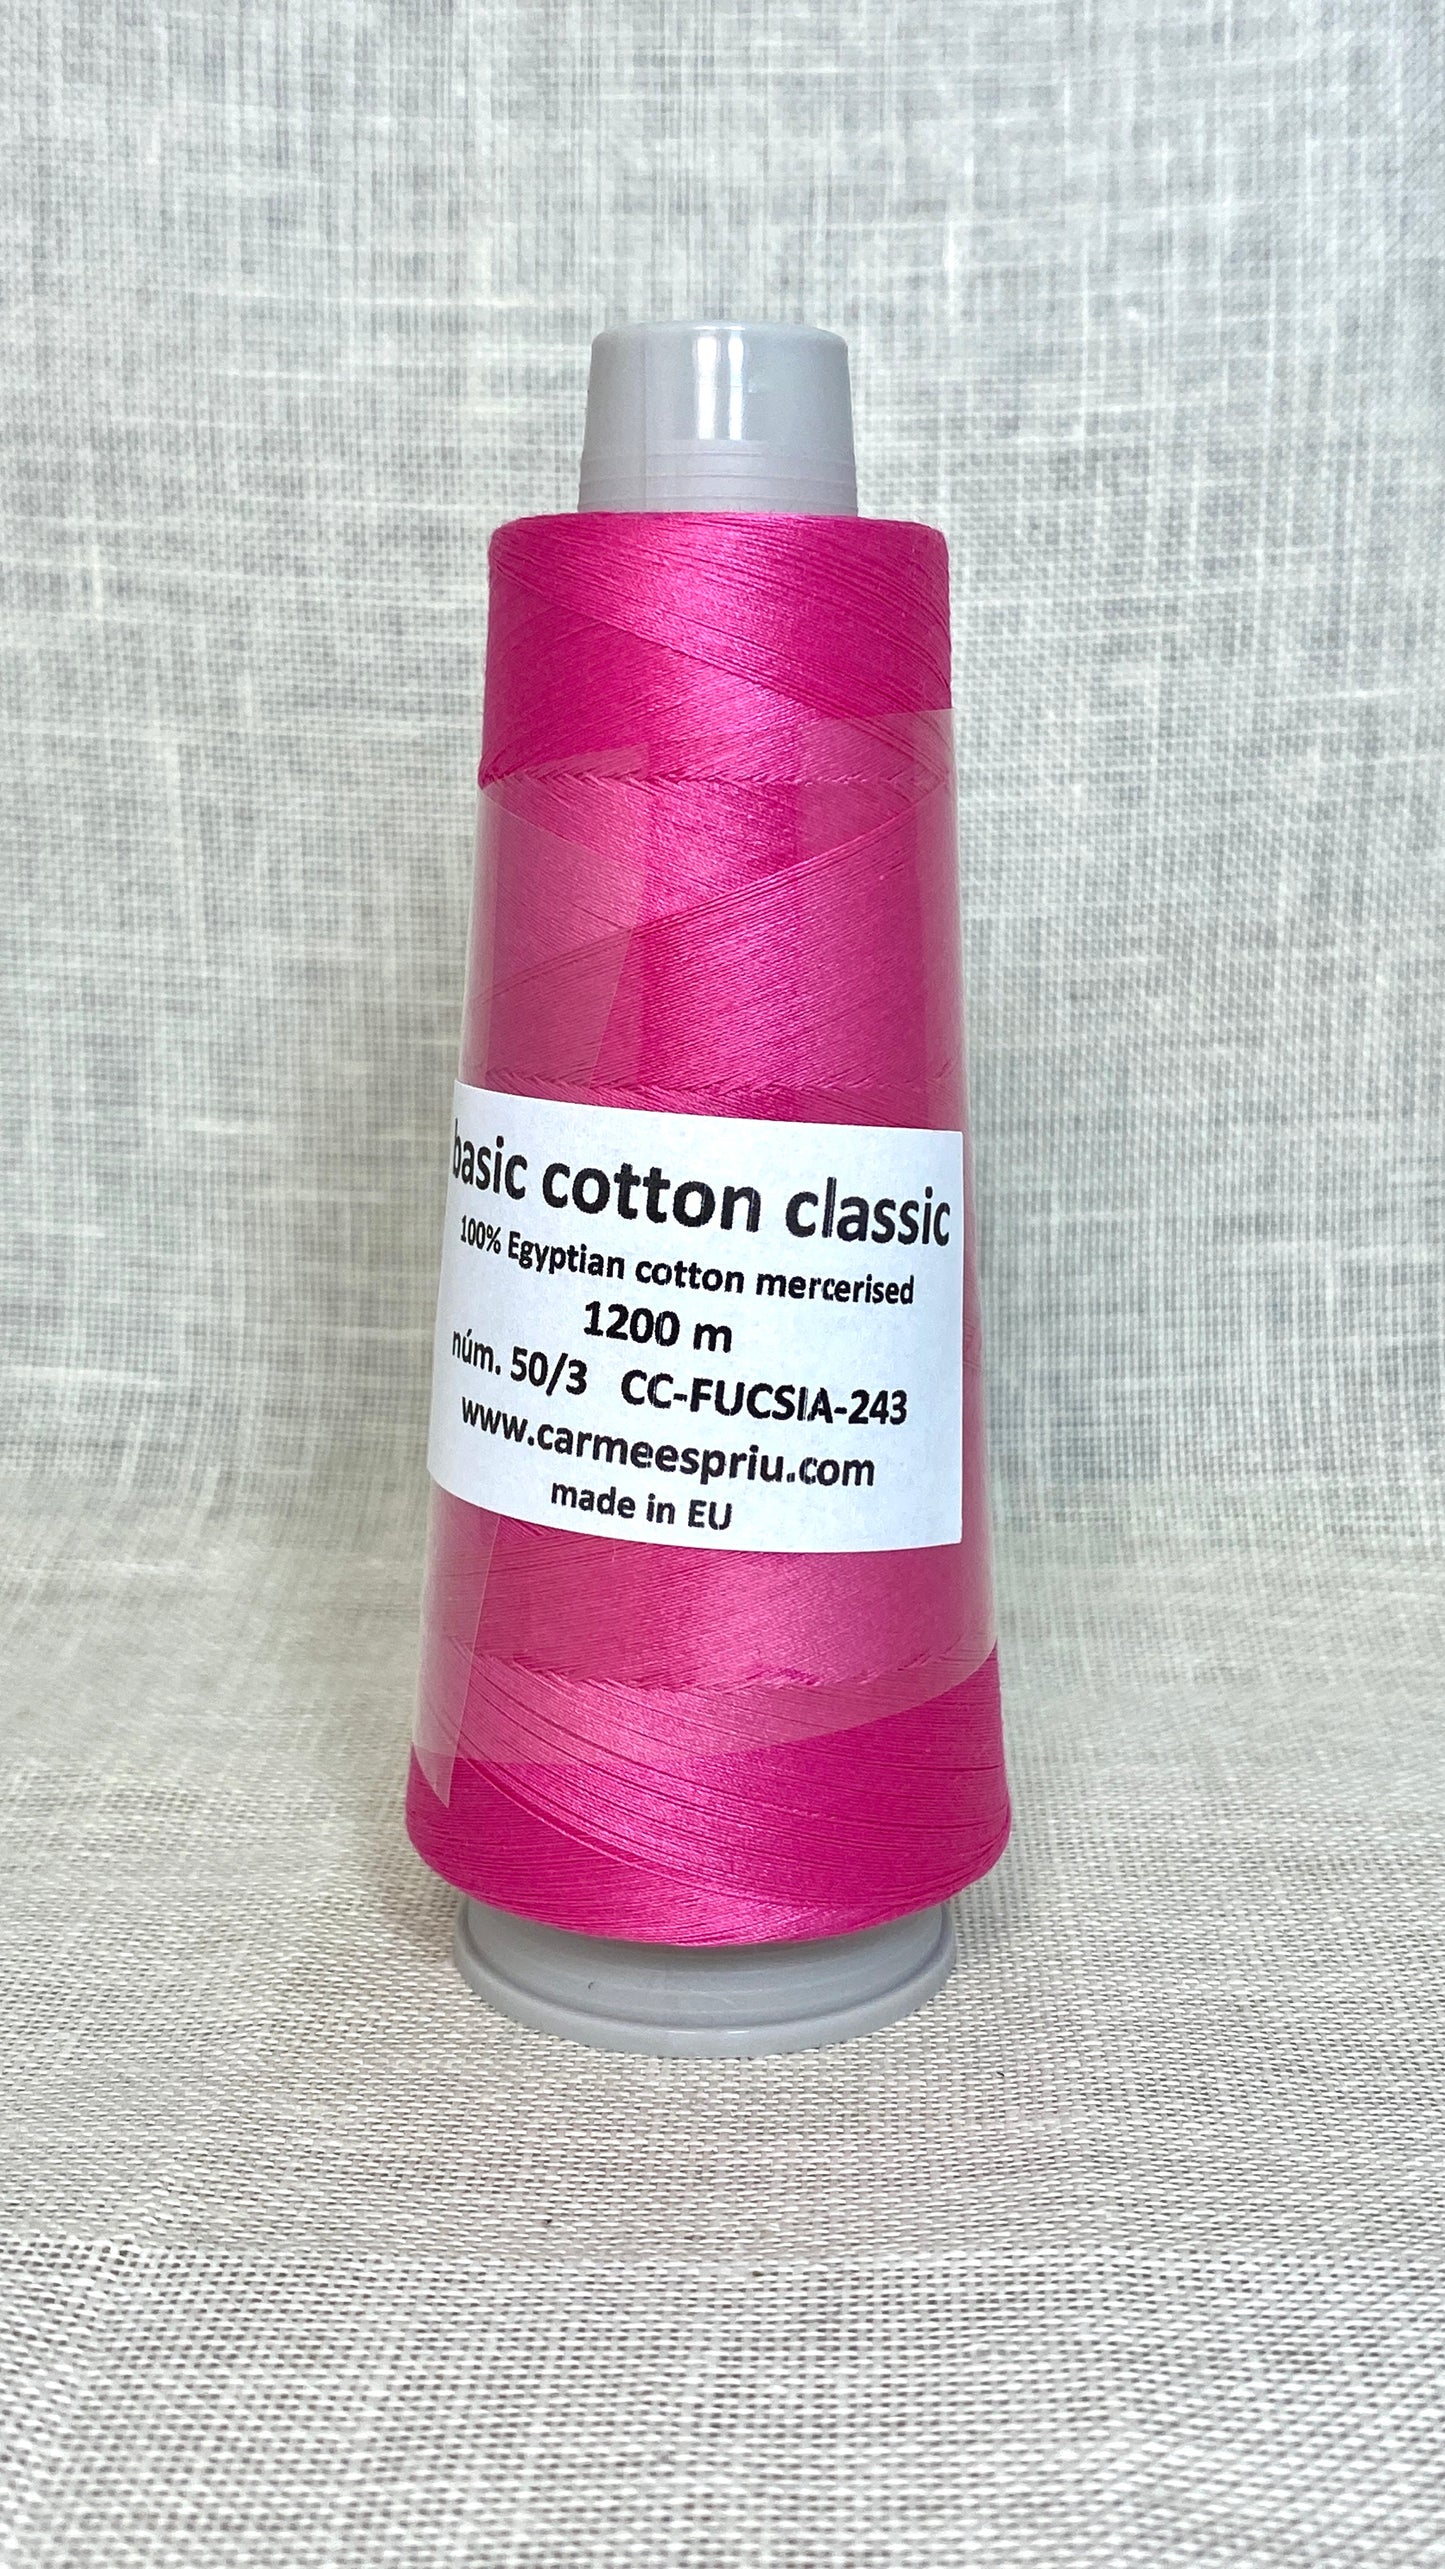 basic cotton classic
100% Egyptian cotton mercerised
1200 m
núm. 50/3 CC-FUCSIA-243
www.carmeespriu.com
made in EU